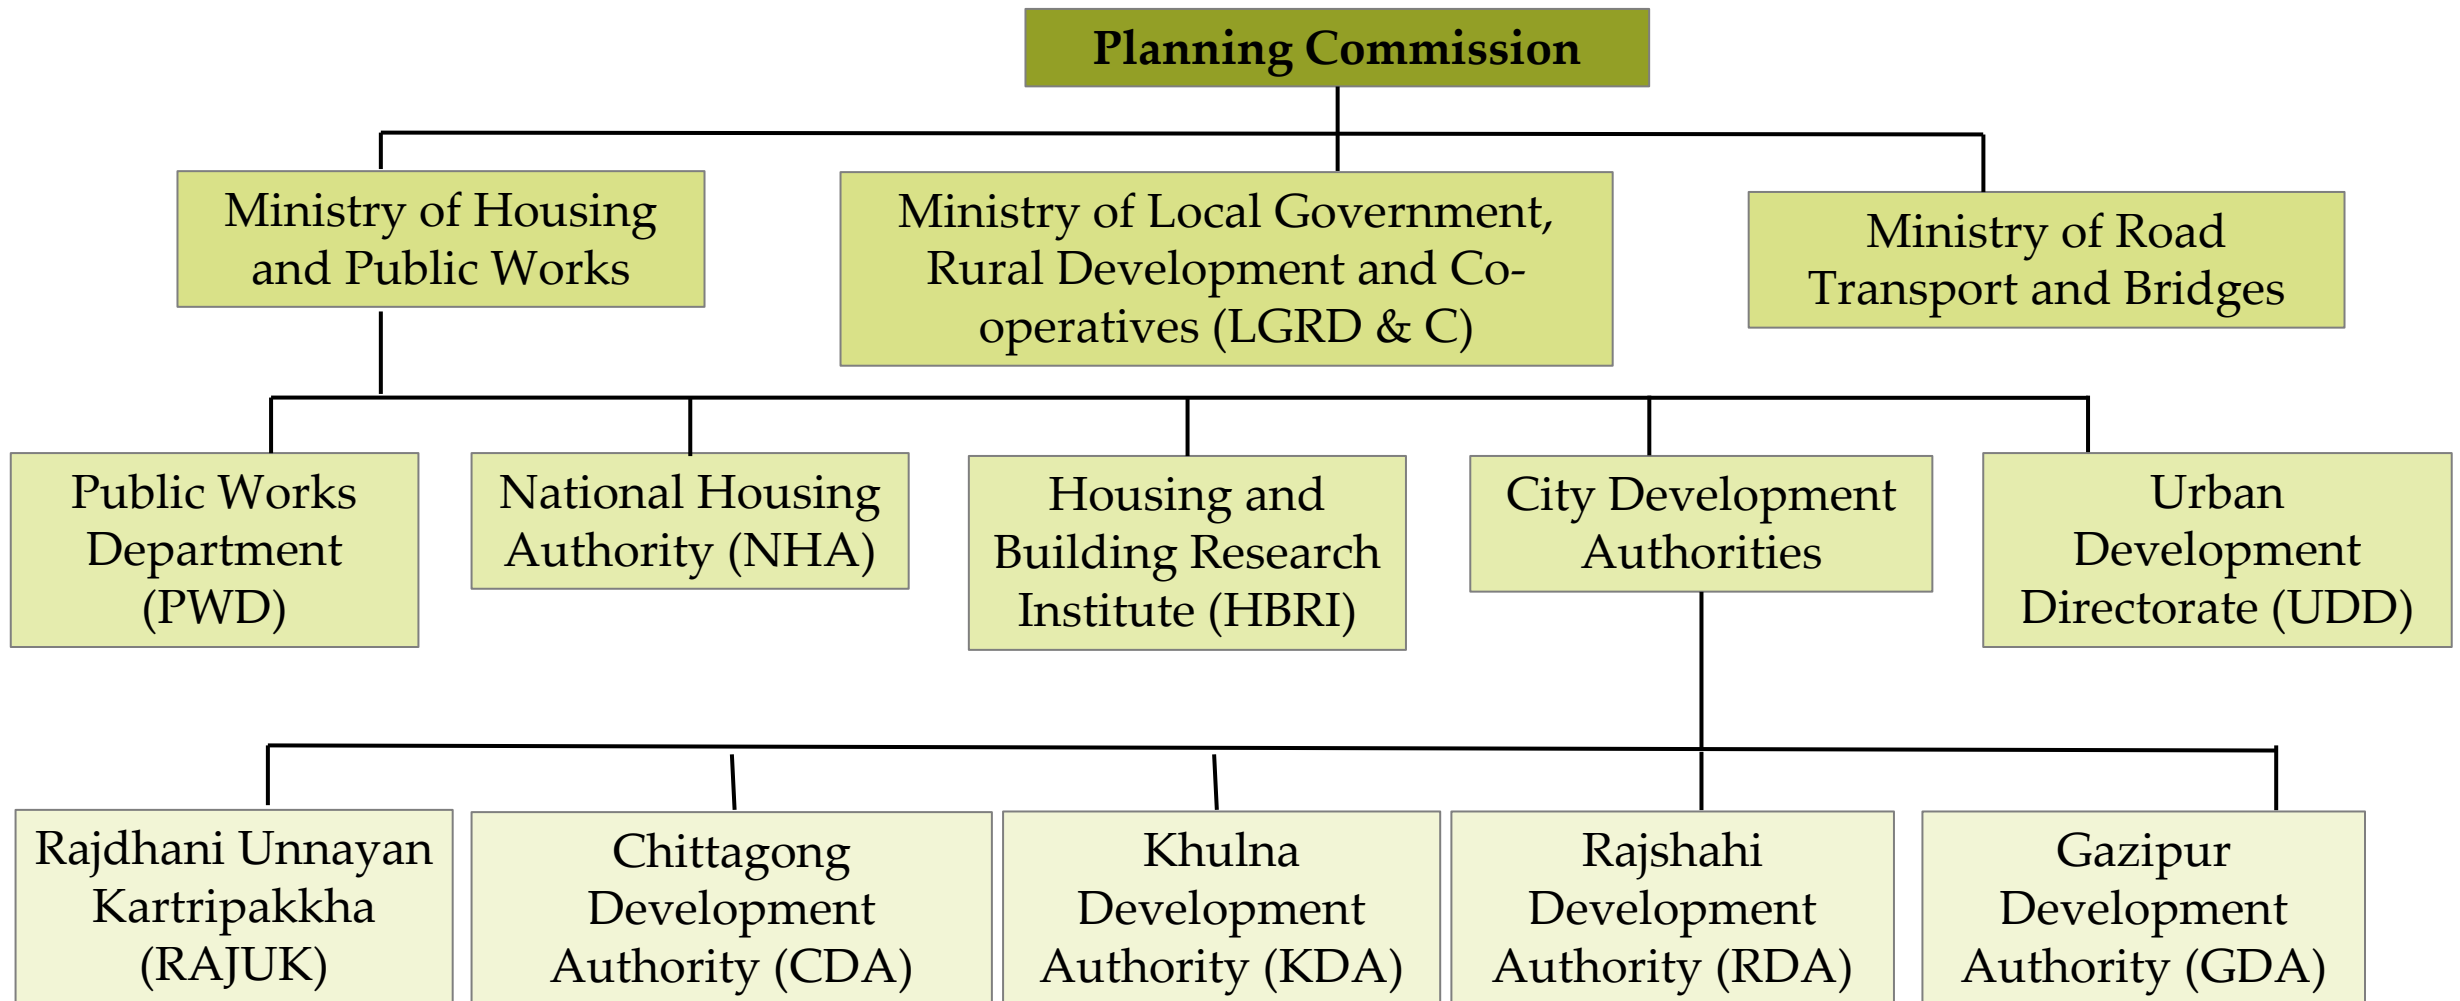 Planning Commission
Ministry of Housing
and Public Works
Ministry of Local Government,
Rural Development and Co-
operatives (LGRD & C)
Ministry of Road
Transport and Bridges
Public Works
Department
(PWD)
National Housing
Authority (NHA)
Housing and
Building Research
Institute (HBRI)
City Development
Authorities
Urban
Development
Directorate (UDD)
Rajdhani Unnayan
Kartripakkha
(RAJUK)
Chittagong
Development
Authority (CDA)
Khulna
Development
Authority (KDA)
Rajshahi
Development
Authority (RDA)
Gazipur
Development
Authority (GDA)